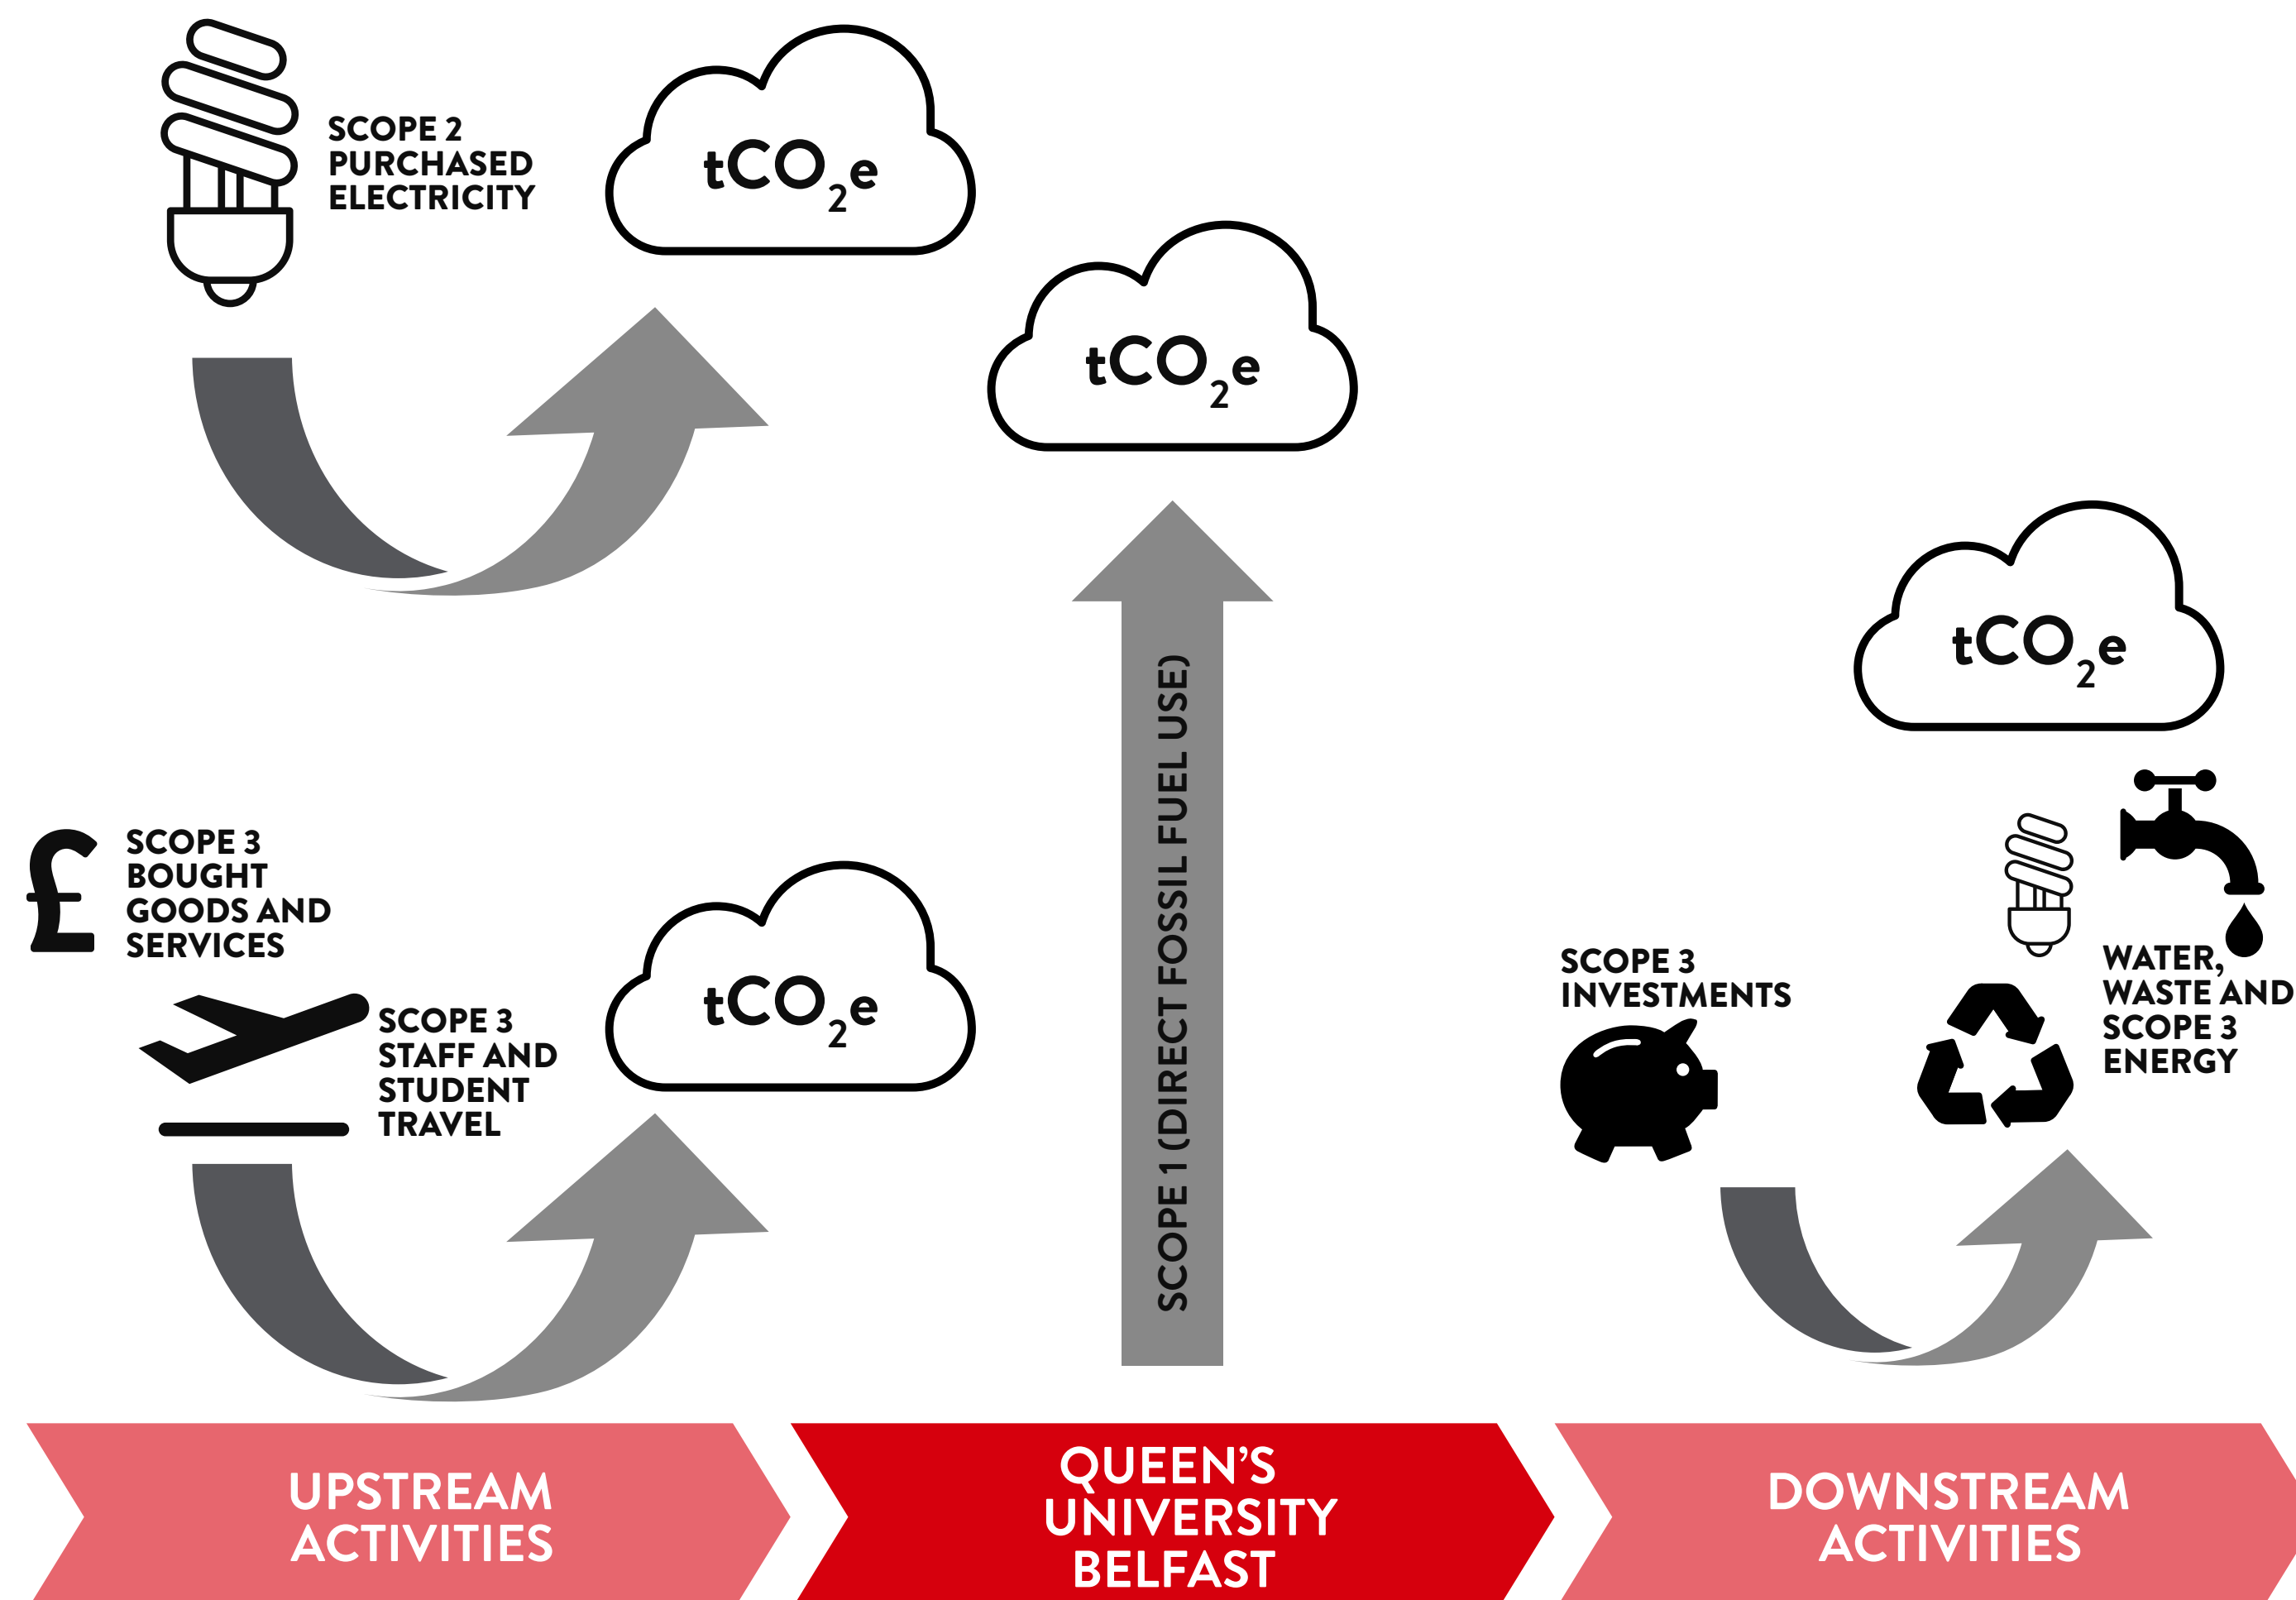 SCOPE 2
PURCHASED
ELECTRICITY
tCO₂e
tCO₂e
SCOPE 1 (DIRECT FOSSIL FUEL USE)
tCO₂e
SCOPE 3
BOUGHT
GOODS AND
SERVICES
SCOPE 3
STAFF AND
STUDENT
TRAVEL
tCO₂e
SCOPE 3
INVESTMENTS
WATER,
WASTE AND
SCOPE 3
ENERGY
UPSTREAM
ACTIVITIES
QUEEN’S
UNIVERSITY
BELFAST
DOWNSTREAM
ACTIVITIES